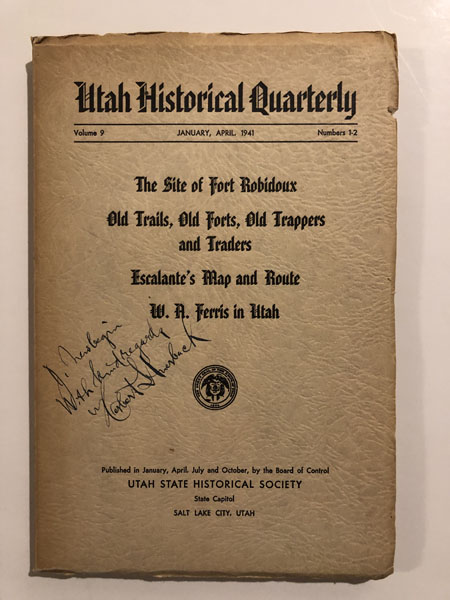 Utah Historical Quarterly
Volume 9 JANUARY, APRIL, 1941 Numbers 1-2
The Site of Fort Robidoux
Old Trails, Old Forts, Old Trappers
and Traders
Escalante's Map and Route
W. A. Ferris in Utah
With kind regards
Herbert S. Auerbach
Published in January, April, July and October, by the Board of Control
UTAH STATE HISTORICAL SOCIETY
State Capitol
SALT LAKE CITY, UTAH